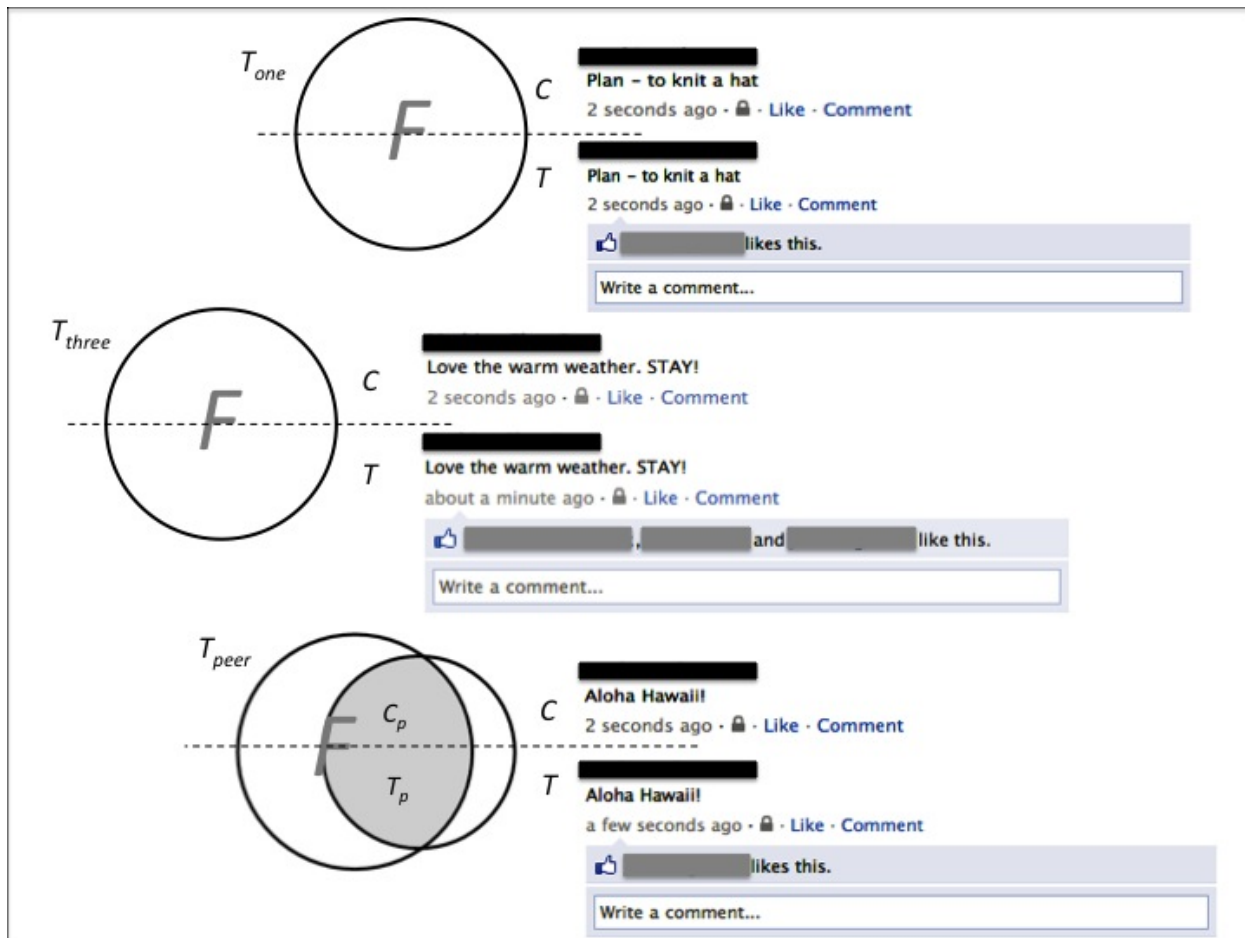 T_one
F
C
Plan – to knit a hat
2 seconds ago · Like · Comment
T
Plan – to knit a hat
2 seconds ago · Like · Comment
likes this.
Write a comment...
T_three
F
C
Love the warm weather. STAY!
2 seconds ago · Like · Comment
T
Love the warm weather. STAY!
about a minute ago · Like · Comment
, and like this.
Write a comment...
T_peer
F
C_p
T_p
C
Aloha Hawaii!
2 seconds ago · Like · Comment
T
Aloha Hawaii!
a few seconds ago · Like · Comment
likes this.
Write a comment...